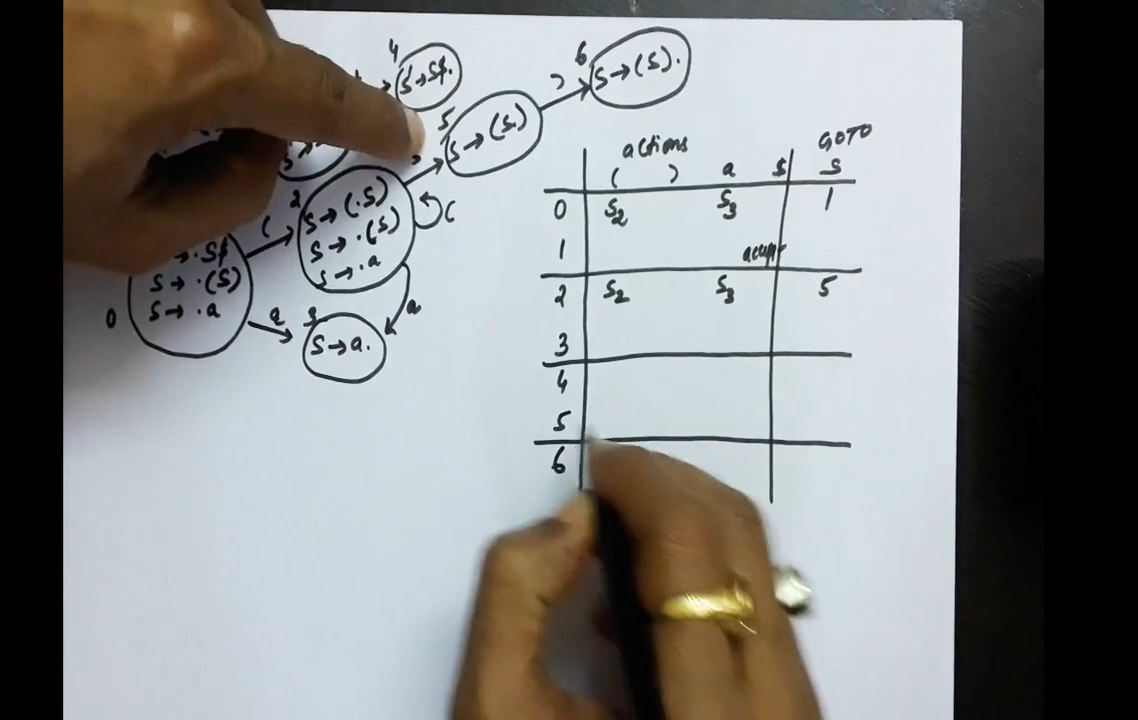 4
S'→S$.
5
S→(S.)
)
6
S→(S).
2
S→(.S)
S→.(S)
S→.a
(
(
→.S$
S→.(S)
S→.a
0
a
3
S→a.
a
actions GOTO
( ) a $ S
0 S2 S3 1
1 accept
2 S2 S3 5
3
4
5
6